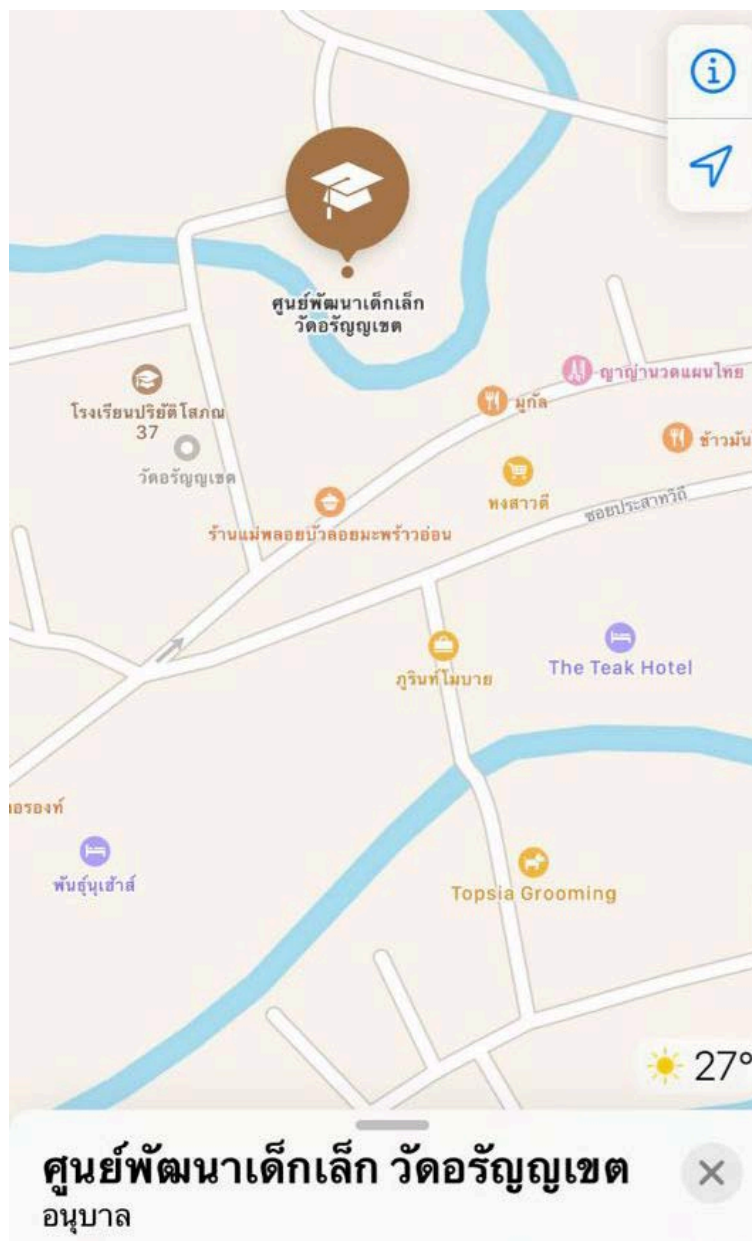 ศูนย์พัฒนาเด็กเล็ก
วัดอรัญญเขต
ญาญ่านวดแผนไทย
มูกัล
โรงเรียนปริยัติโสภณ
37
ข้าวมัน
วัดอรัญญเขต
หงสาวดี
ซอยประสาทวิถี
ร้านแม่พลอยบัวลอยมะพร้าวอ่อน
The Teak Hotel
ภูรินท์โมบาย
พันธุ์นุเฮ้าส์
Topsia Grooming
27°
ศูนย์พัฒนาเด็กเล็ก วัดอรัญญเขต
อนุบาล